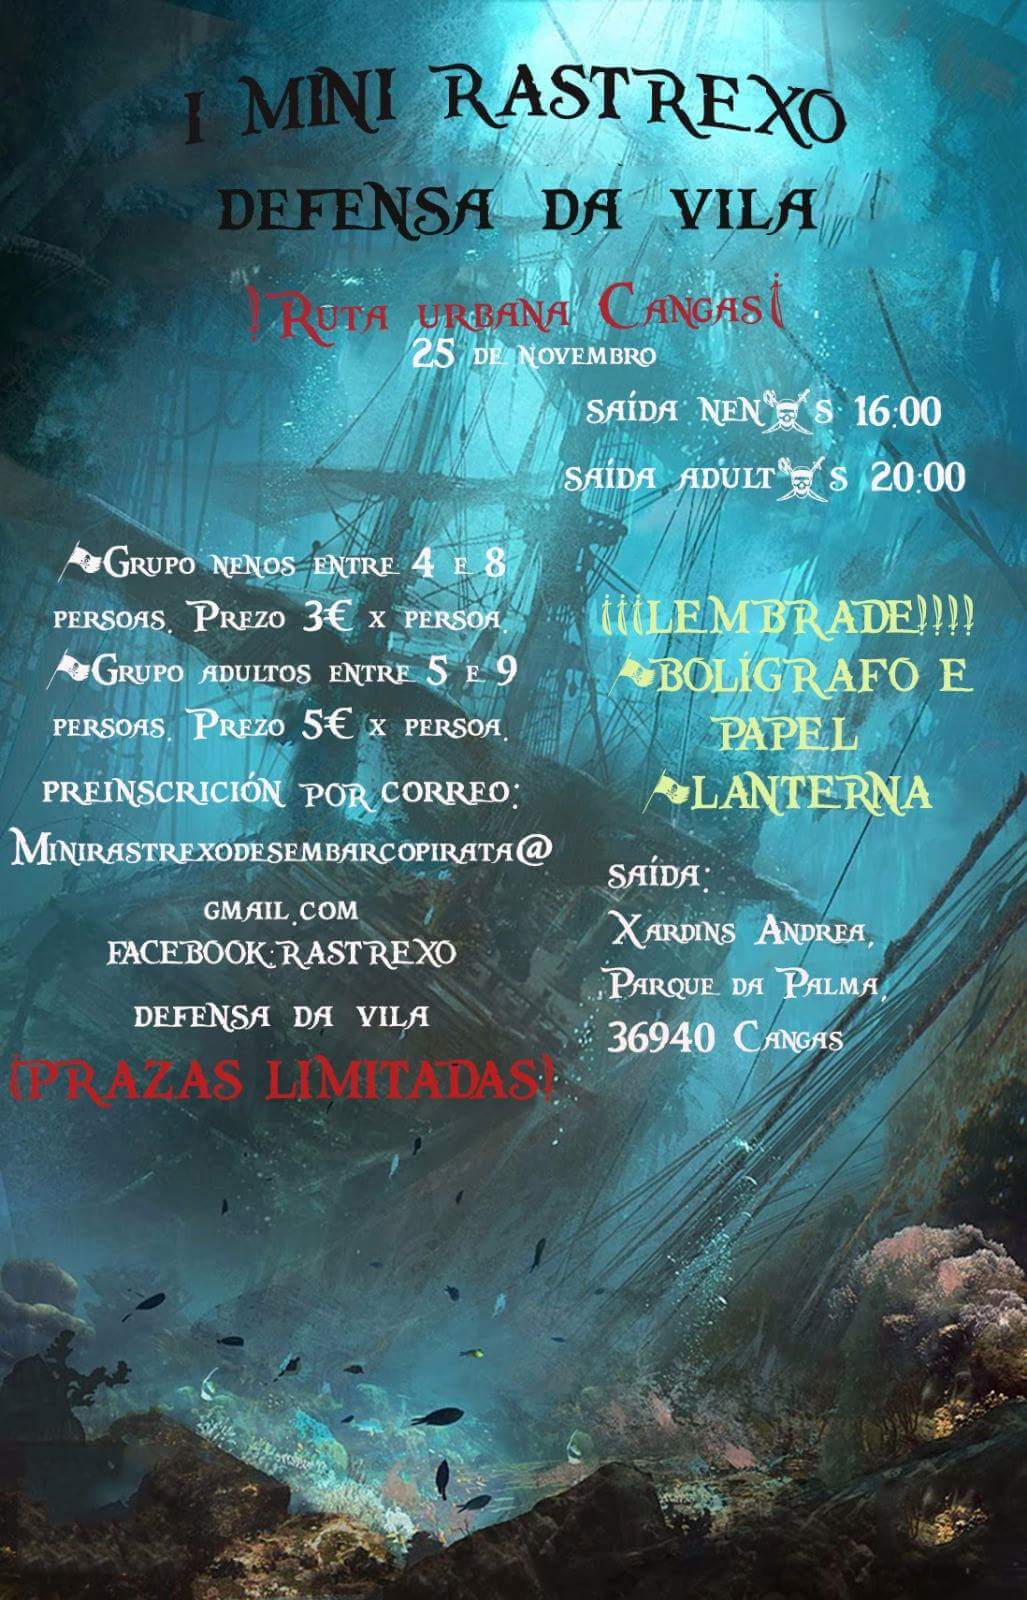 I MINI RASTREXO
DEFENSA DA VILA
¡RUTA URBANA CANGAS!
25 DE NOVEMBRO
SAÍDA NEN☠S 16:00
SAÍDA ADULT☠S 20:00
GRUPO NENOS ENTRE 4 E 8
PERSOAS. PREZO 3€ X PERSOA.
GRUPO ADULTOS ENTRE 5 E 9
PERSOAS. PREZO 5€ X PERSOA.
PREINSCRICIÓN POR CORREO:
MINIRASTREXODESEMBARCOPIRATA@
GMAIL.COM
FACEBOOK:RASTREXO
DEFENSA DA VILA
¡PRAZAS LIMITADAS!
¡¡¡LEMBRADE!!!!
BOLÍGRAFO E
PAPEL
LANTERNA
SAÍDA:
XARDINS ANDREA,
PARQUE DA PALMA,
36940 CANGAS